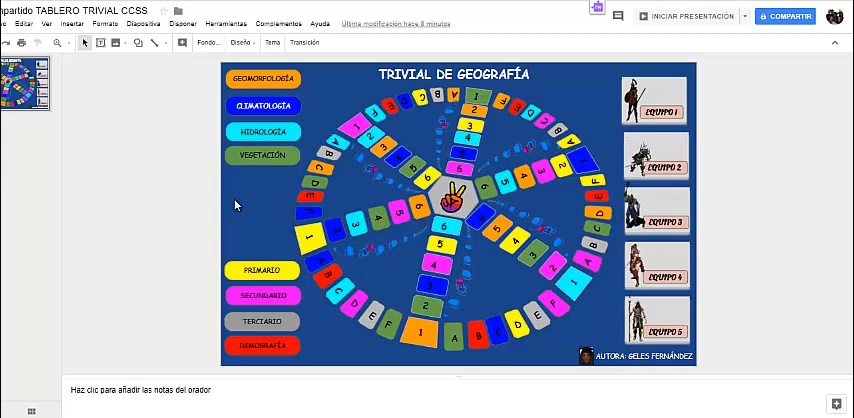 mpartido TABLERO TRIVIAL CCSS
Editar Ver Insertar Formato Diapositiva Disponer Herramientas Complementos Ayuda Última modificación hace 8 minutos
INICIAR PRESENTACIÓN
COMPARTIR
Fondo... Diseño Tema Transición
TRIVIAL DE GEOGRAFÍA
GEOMORFOLOGÍA
CLIMATOLOGÍA
HIDROLOGÍA
VEGETACIÓN
PRIMARIO
SECUNDARIO
TERCIARIO
DEMOGRAFÍA
EQUIPO 1
EQUIPO 2
EQUIPO 3
EQUIPO 4
EQUIPO 5
AUTORA: GELES FERNÁNDEZ
Haz clic para añadir las notas del orador